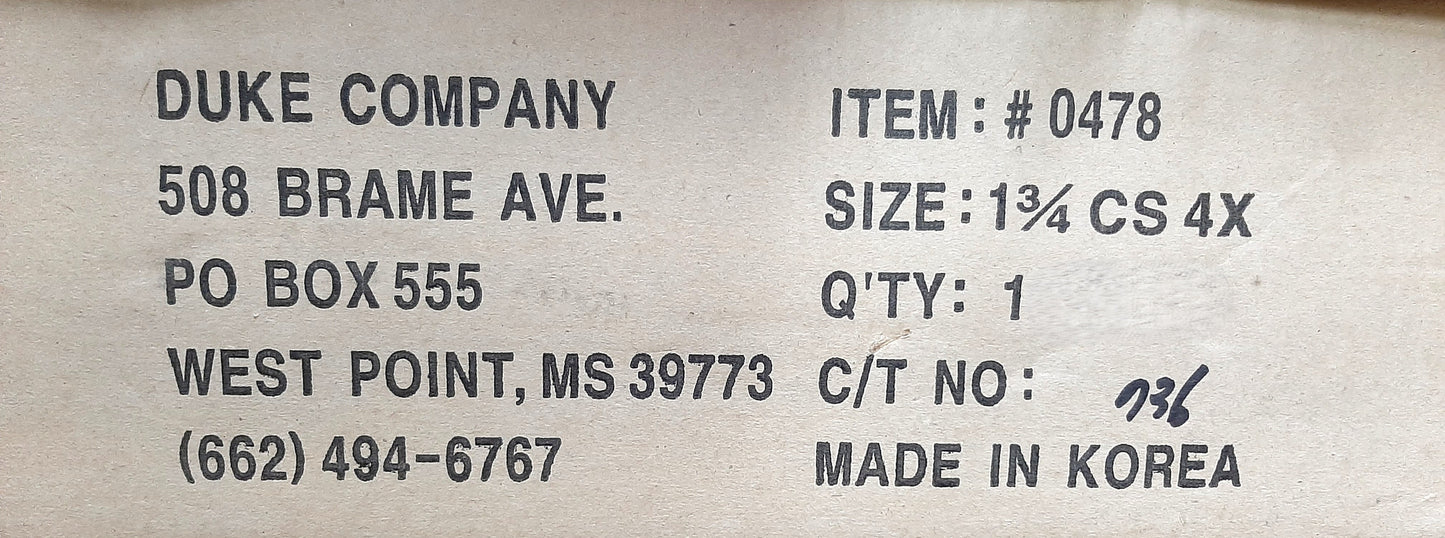 DUKE COMPANY
508 BRAME AVE.
PO BOX 555
WEST POINT, MS 39773
(662) 494-6767
ITEM: # 0478
SIZE: 1¾ CS 4X
Q'TY: 1
C/T NO: 736
MADE IN KOREA